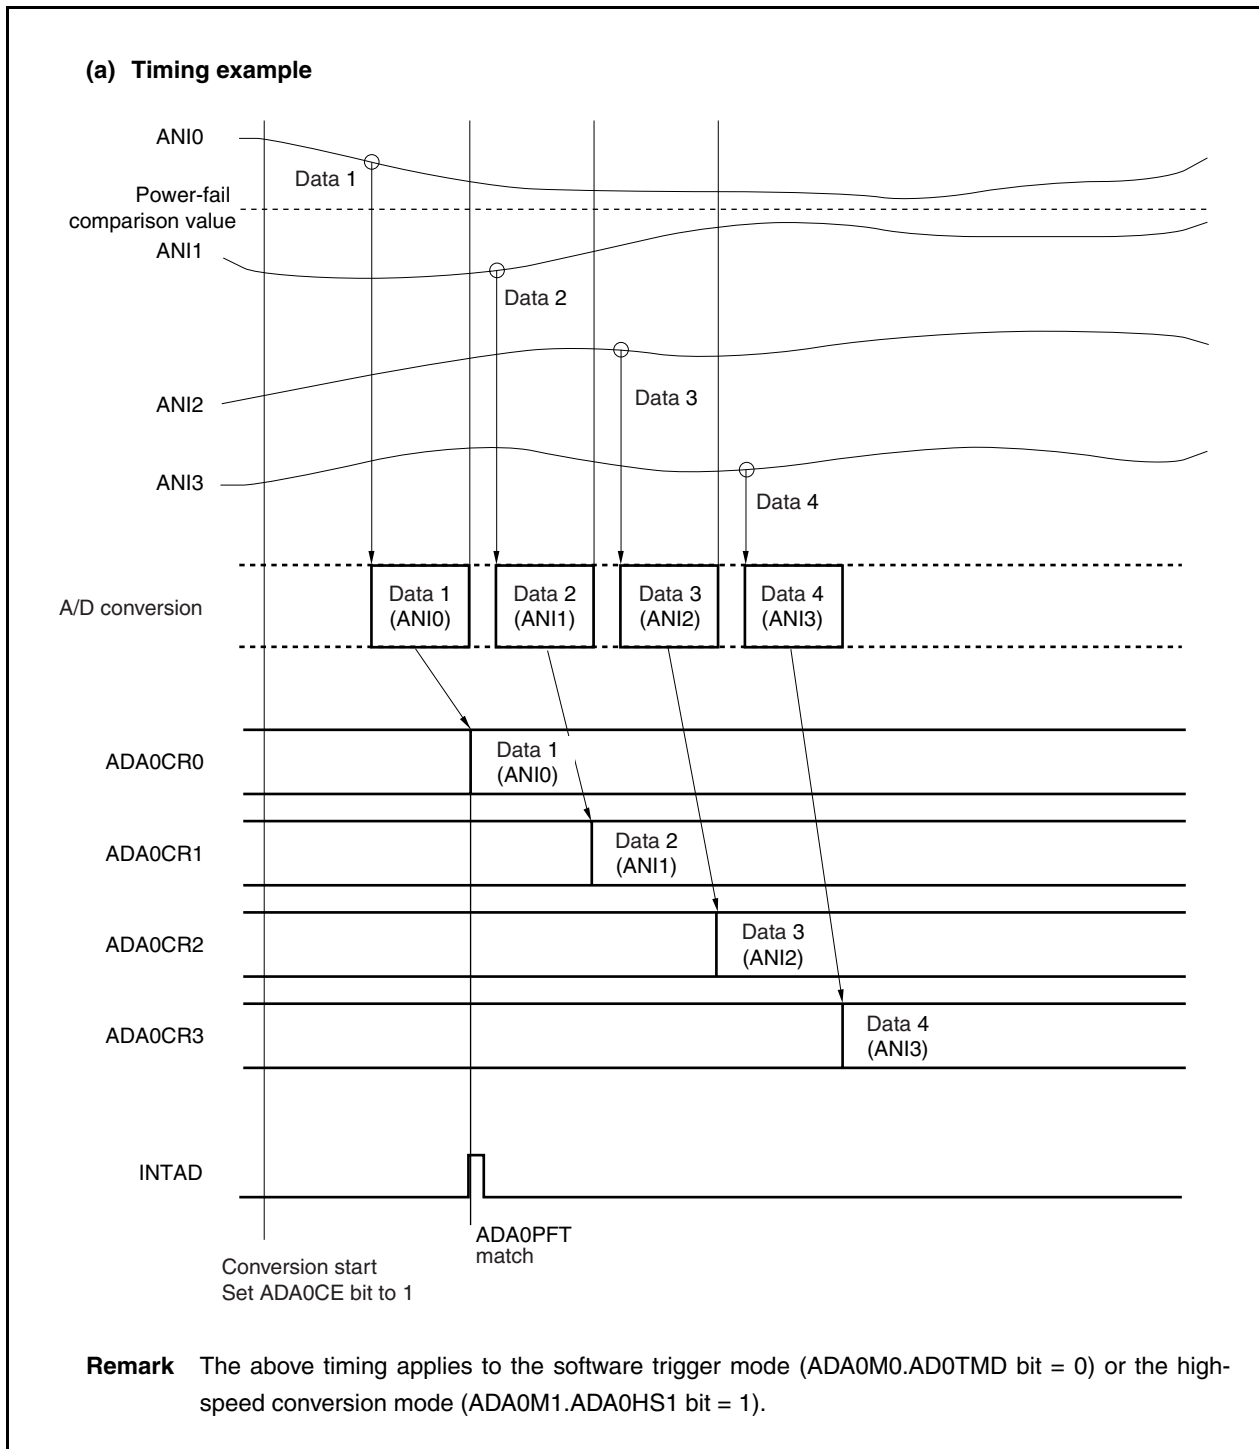 (a) Timing example
ANI0
Data 1
Power-fail
comparison value
ANI1
Data 2
ANI2
Data 3
ANI3
Data 4
A/D conversion
Data 1
(ANI0)
Data 2
(ANI1)
Data 3
(ANI2)
Data 4
(ANI3)
ADA0CR0
Data 1
(ANI0)
ADA0CR1
Data 2
(ANI1)
ADA0CR2
Data 3
(ANI2)
ADA0CR3
Data 4
(ANI3)
INTAD
ADA0PFT
match
Conversion start
Set ADA0CE bit to 1
Remark The above timing applies to the software trigger mode (ADA0M0.AD0TMD bit = 0) or the high-
speed conversion mode (ADA0M1.ADA0HS1 bit = 1).